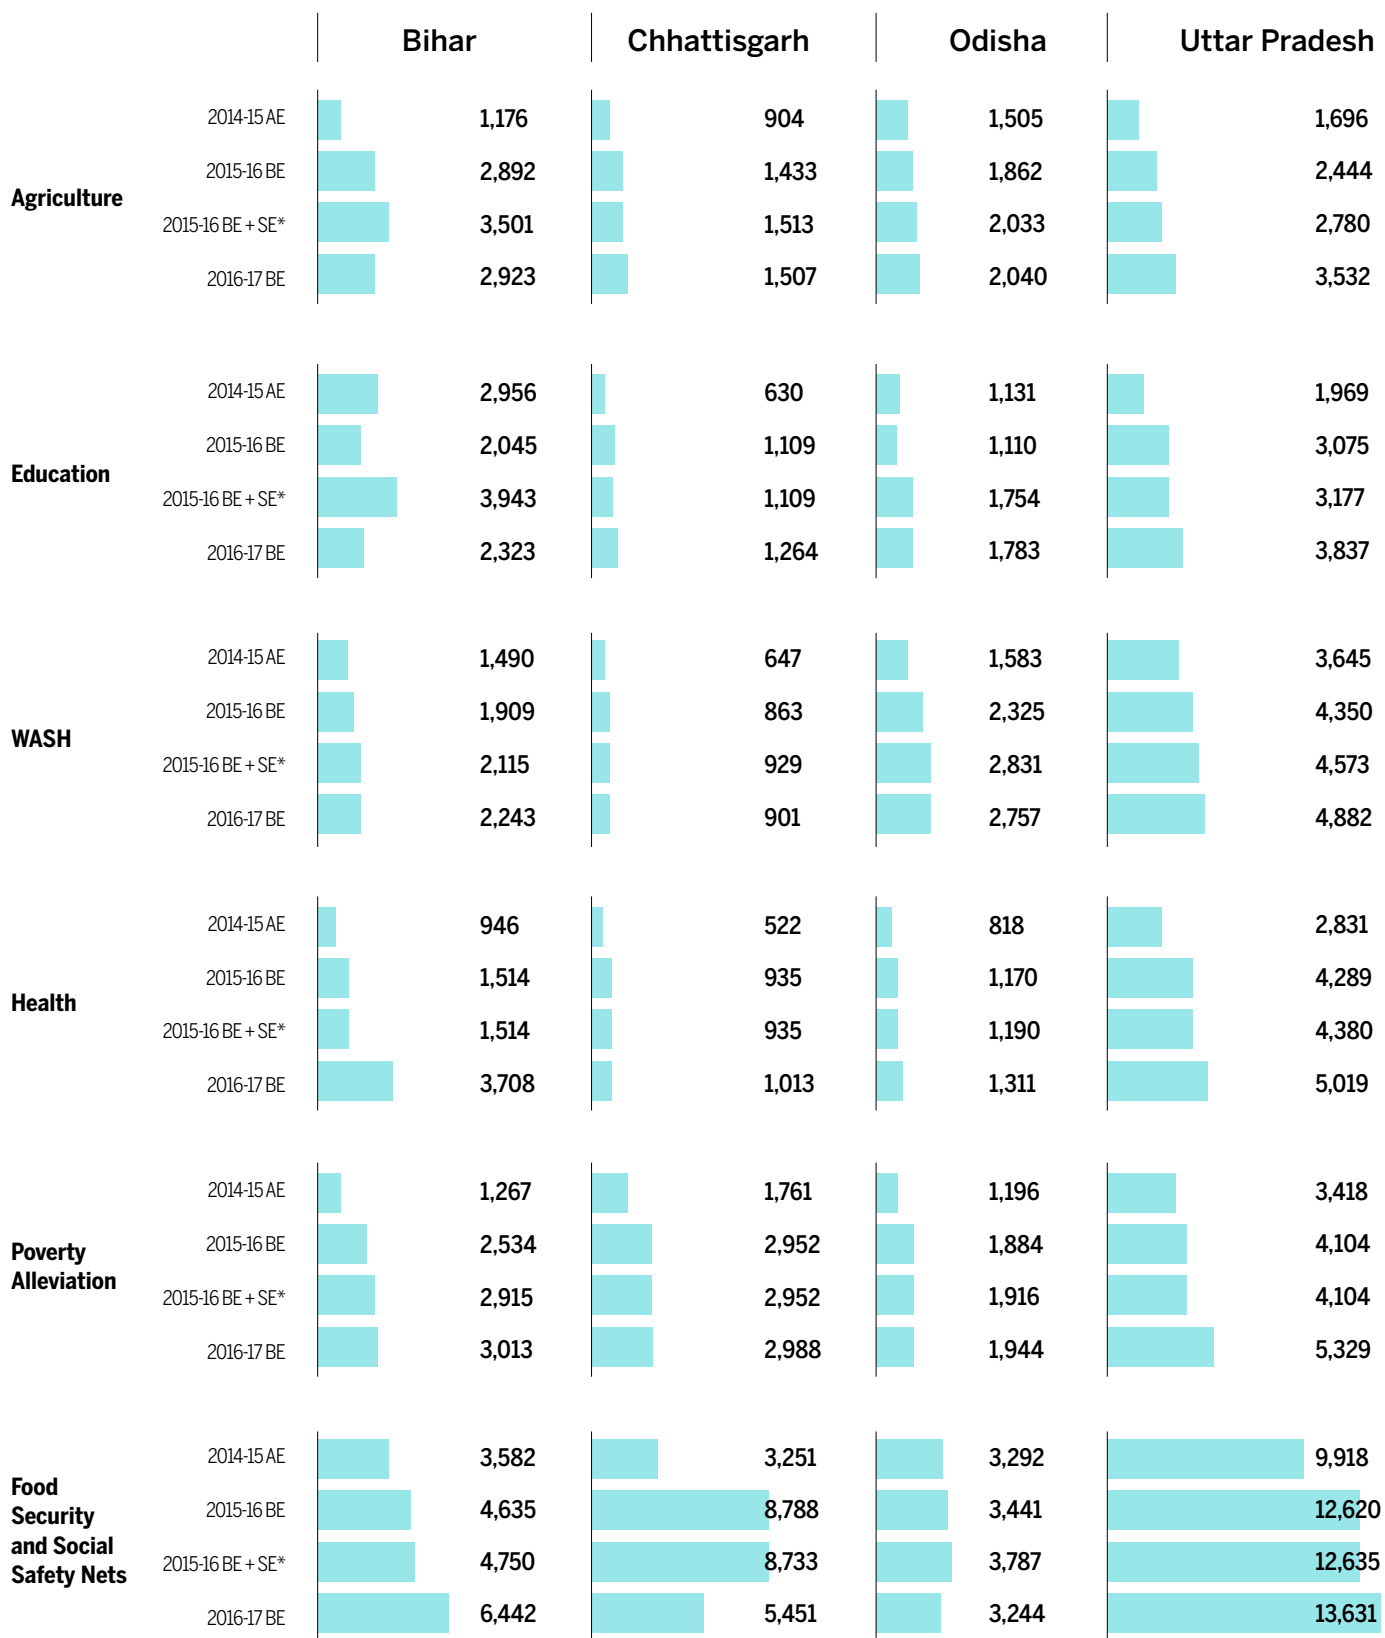 Bihar Chhattisgarh Odisha Uttar Pradesh
Agriculture
2014-15 AE 1,176 904 1,505 1,696
2015-16 BE 2,892 1,433 1,862 2,444
2015-16 BE + SE* 3,501 1,513 2,033 2,780
2016-17 BE 2,923 1,507 2,040 3,532
Education
2014-15 AE 2,956 630 1,131 1,969
2015-16 BE 2,045 1,109 1,110 3,075
2015-16 BE + SE* 3,943 1,109 1,754 3,177
2016-17 BE 2,323 1,264 1,783 3,837
WASH
2014-15 AE 1,490 647 1,583 3,645
2015-16 BE 1,909 863 2,325 4,350
2015-16 BE + SE* 2,115 929 2,831 4,573
2016-17 BE 2,243 901 2,757 4,882
Health
2014-15 AE 946 522 818 2,831
2015-16 BE 1,514 935 1,170 4,289
2015-16 BE + SE* 1,514 935 1,190 4,380
2016-17 BE 3,708 1,013 1,311 5,019
Poverty
Alleviation
2014-15 AE 1,267 1,761 1,196 3,418
2015-16 BE 2,534 2,952 1,884 4,104
2015-16 BE + SE* 2,915 2,952 1,916 4,104
2016-17 BE 3,013 2,988 1,944 5,329
Food
Security
and Social
Safety Nets
2014-15 AE 3,582 3,251 3,292 9,918
2015-16 BE 4,635 8,788 3,441 12,620
2015-16 BE + SE* 4,750 8,733 3,787 12,635
2016-17 BE 6,442 5,451 3,244 13,631